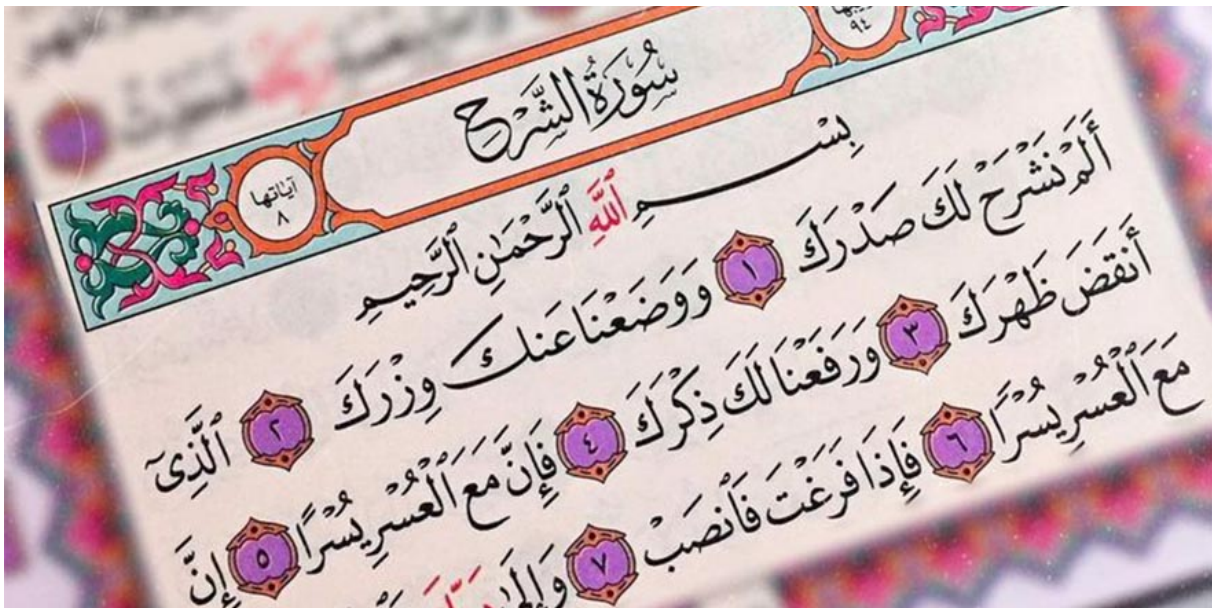 سُورَةُ الشَّرْحِ
٩٤
آياتها
٨
بِسْمِ ٱللَّهِ ٱلرَّحْمَٰنِ ٱلرَّحِيمِ
أَلَمْ نَشْرَحْ لَكَ صَدْرَكَ ١ وَوَضَعْنَا عَنكَ وِزْرَكَ ٢ ٱلَّذِىٓ
أَنقَضَ ظَهْرَكَ ٣ وَرَفَعْنَا لَكَ ذِكْرَكَ ٤ فَإِنَّ مَعَ ٱلْعُسْرِ يُسْرًا ٥ إِنَّ
مَعَ ٱلْعُسْرِ يُسْرًا ٦ فَإِذَا فَرَغْتَ فَٱنصَبْ ٧ وَإِلَىٰ